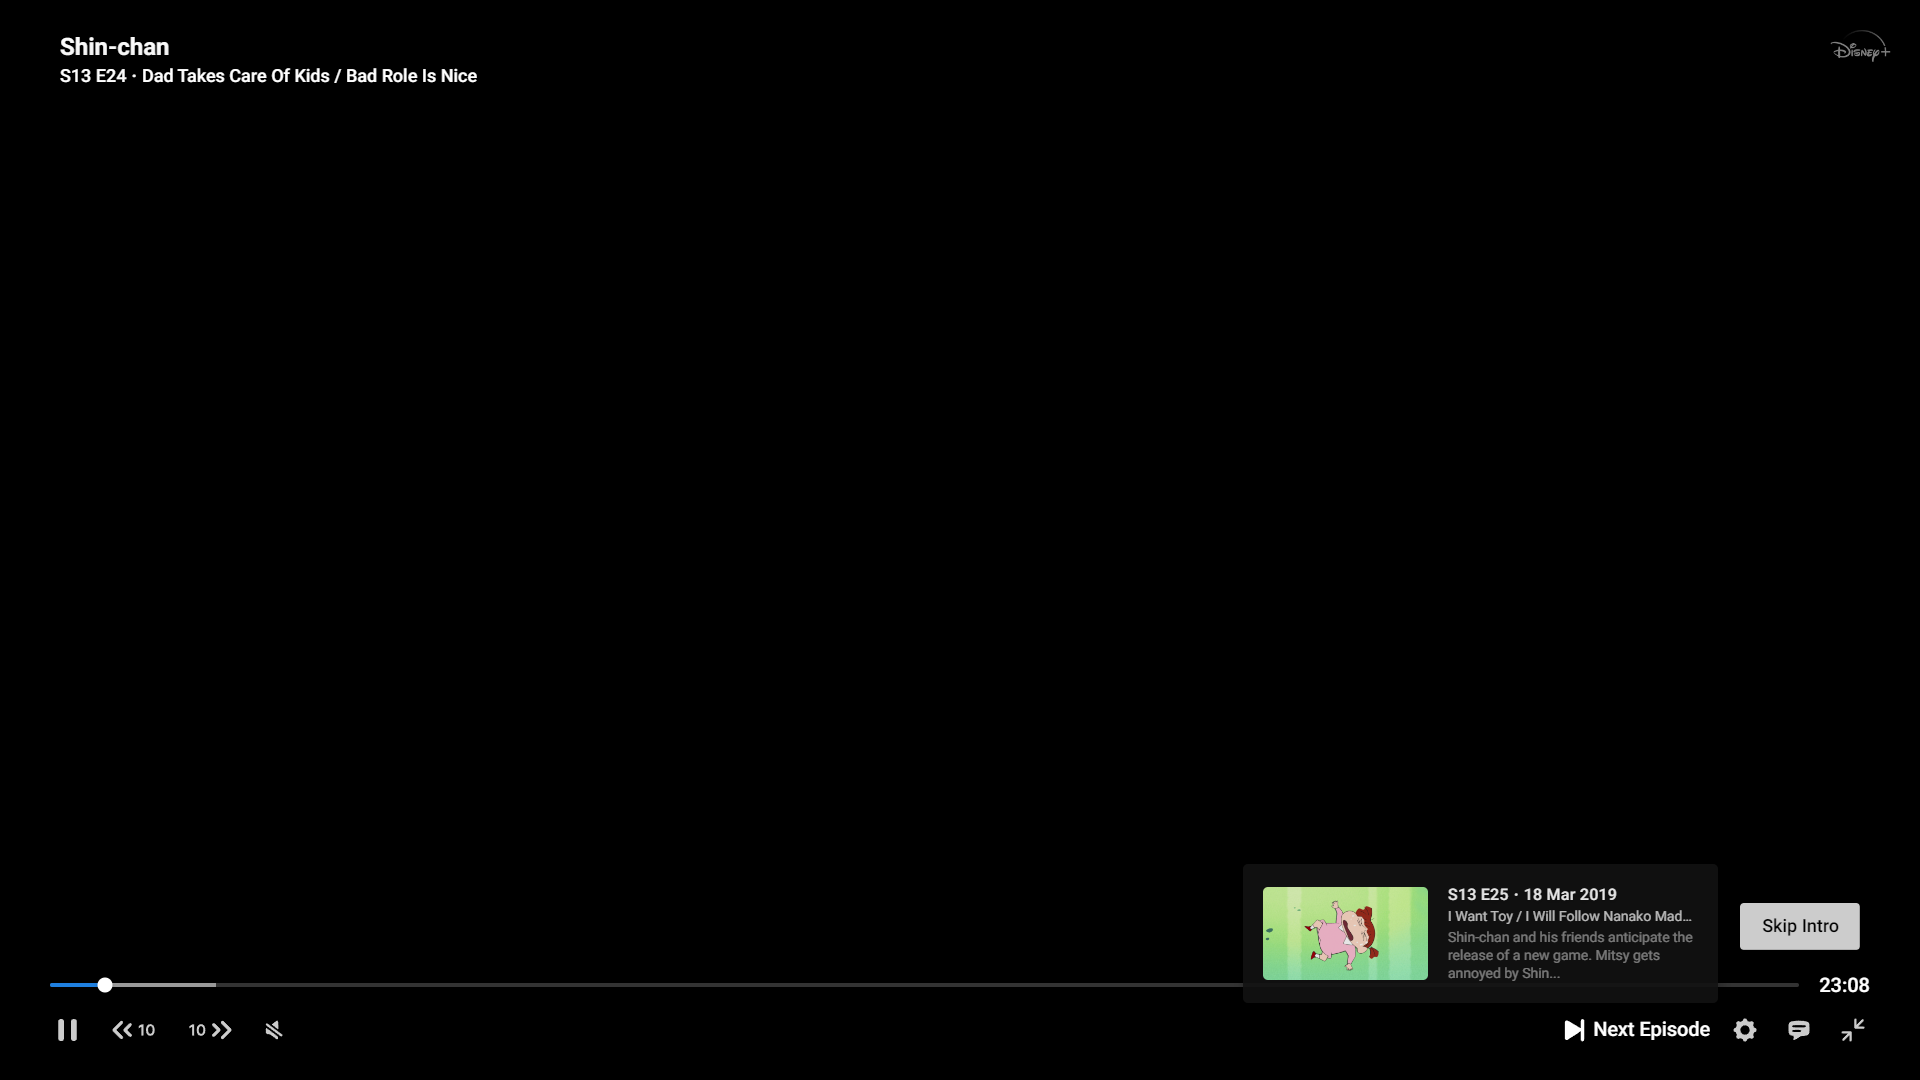 Shin-chan
S13 E24 • Dad Takes Care Of Kids / Bad Role Is Nice
Disney+
S13 E25 • 18 Mar 2019
I Want Toy / I Will Follow Nanako Mad...
Shin-chan and his friends anticipate the
release of a new game. Mitsy gets
annoyed by Shin...
Skip Intro
23:08
10
10
Next Episode